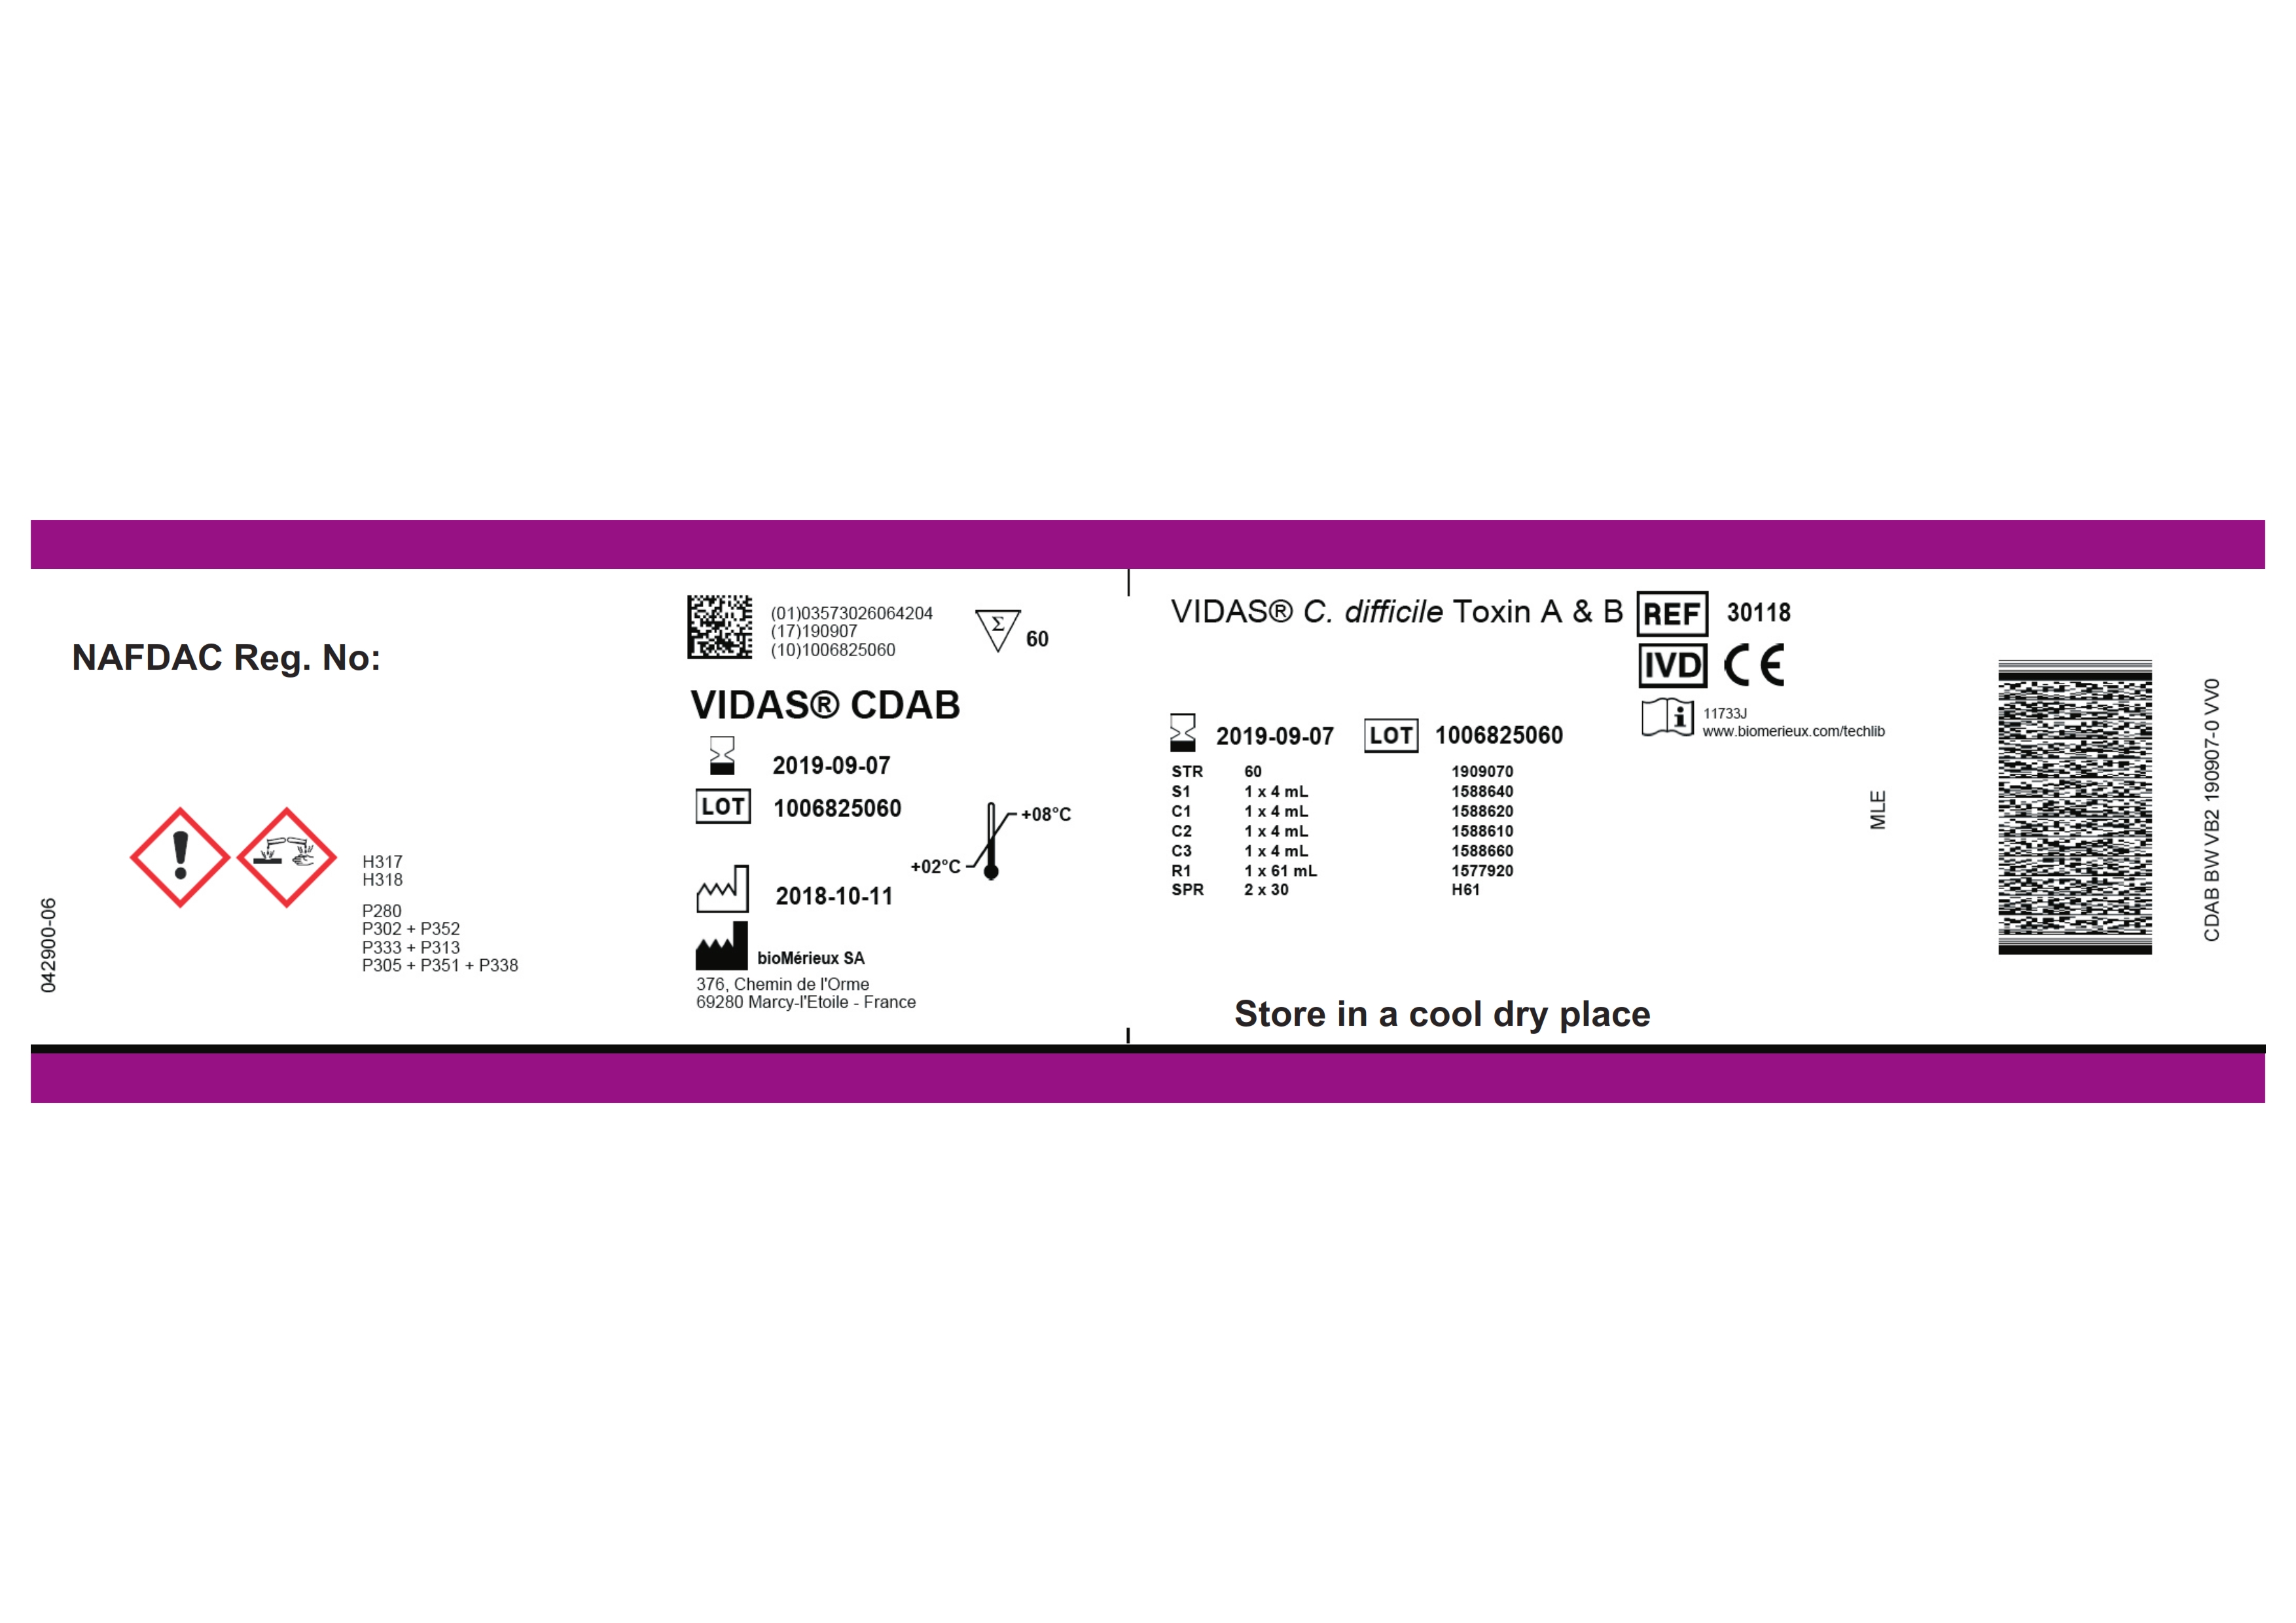 NAFDAC Reg. No:
H317
H318
P280
P302 + P352
P333 + P313
P305 + P351 + P338
042900-06
(01)03573026064204
(17)190907
(10)1006825060
Σ
60
VIDAS® CDAB
2019-09-07
LOT 1006825060
+08°C
+02°C
2018-10-11
bioMérieux SA
376, Chemin de l'Orme
69280 Marcy-l'Etoile - France
VIDAS® C. difficile Toxin A & B REF 30118
IVD CE
11733J
www.biomerieux.com/techlib
2019-09-07 LOT 1006825060
STR 60 1909070
S1 1 x 4 mL 1588640
C1 1 x 4 mL 1588620
C2 1 x 4 mL 1588610
C3 1 x 4 mL 1588660
R1 1 x 61 mL 1577920
SPR 2 x 30 H61
Store in a cool dry place
MLE
CDAB BW VB2 190907-0 VV0